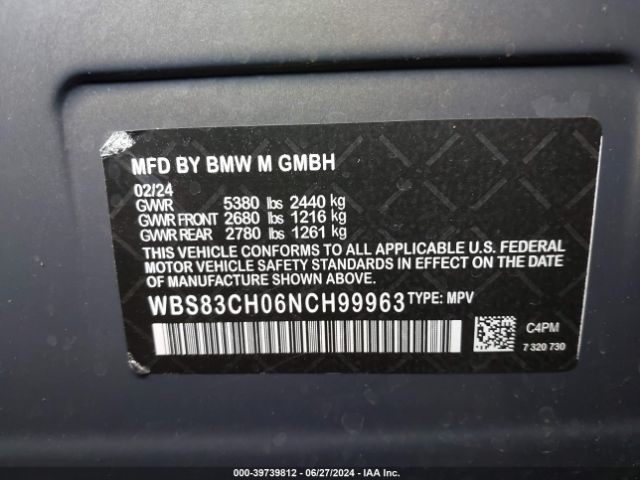 MFD BY BMW M GMBH
02/24
GVWR 5380 lbs 2440 kg
GVWR FRONT 2680 lbs 1216 kg
GVWR REAR 2780 lbs 1261 kg
THIS VEHICLE CONFORMS TO ALL APPLICABLE U.S. FEDERAL
MOTOR VEHICLE SAFETY STANDARDS IN EFFECT ON THE DATE
OF MANUFACTURE SHOWN ABOVE.
WBS83CH06NCH99963 TYPE: MPV
C4PM
7 320 730
000-39739812 - 06/27/2024 - IAA Inc.